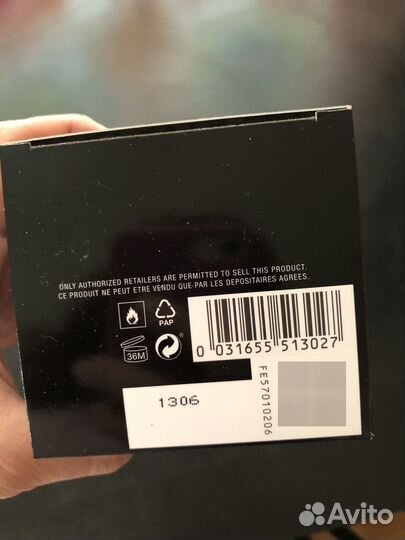 ONLY AUTHORIZED RETAILERS ARE PERMITTED TO SELL THIS PRODUCT.
CE PRODUIT NE PEUT ETRE VENDU QUE PAR LES DEPOSITAIRES AGREES.
PAP
36M
0 031655 513027
1306
FE57010206
Avito